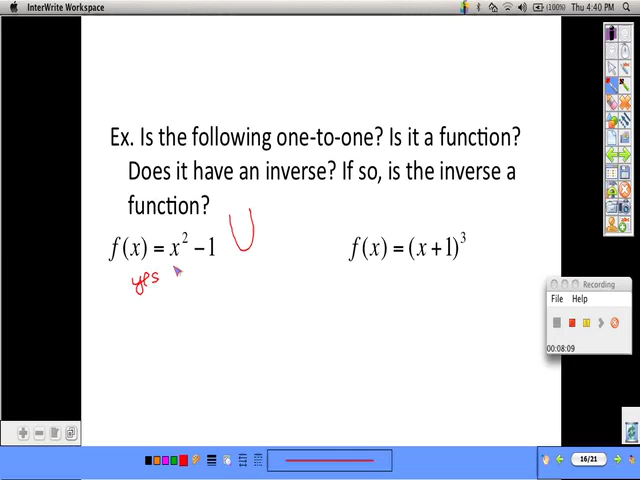 InterWrite Workspace
(100%) Thu 4:40 PM
Ex. Is the following one-to-one? Is it a function?
Does it have an inverse? If so, is the inverse a
function?
f(x) = x² − 1
f(x) = (x + 1)³
yes
Recording
File Help
00:08:09
16/21